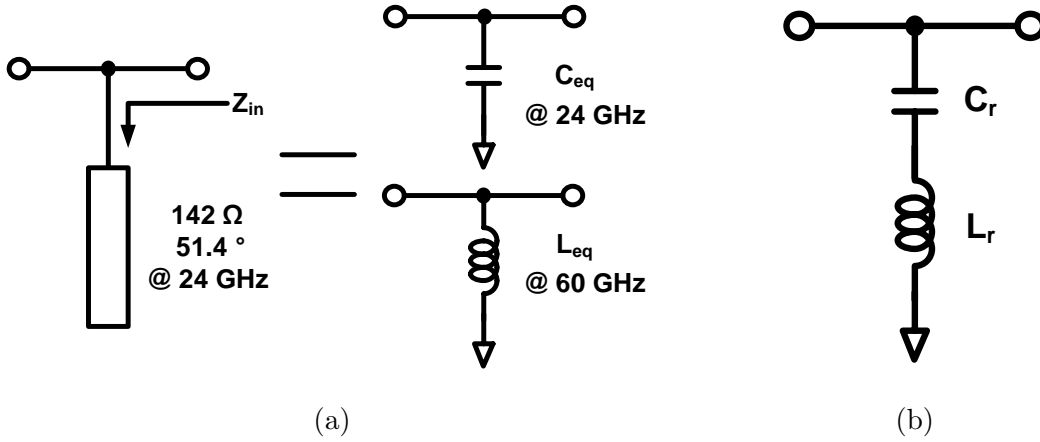 Z_in
142 Ω
51.4 °
@ 24 GHz
C_eq
@ 24 GHz
L_eq
@ 60 GHz
C_r
L_r
(a)
(b)